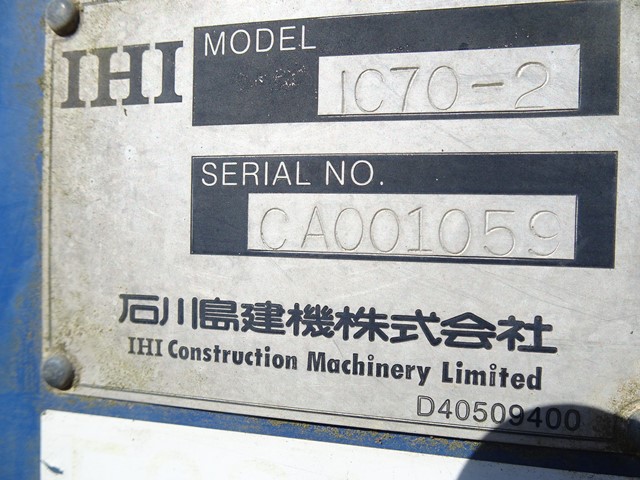 IHI
MODEL
IC70-2
SERIAL NO.
CA001059
石川島建機株式会社
IHI Construction Machinery Limited
D40509400